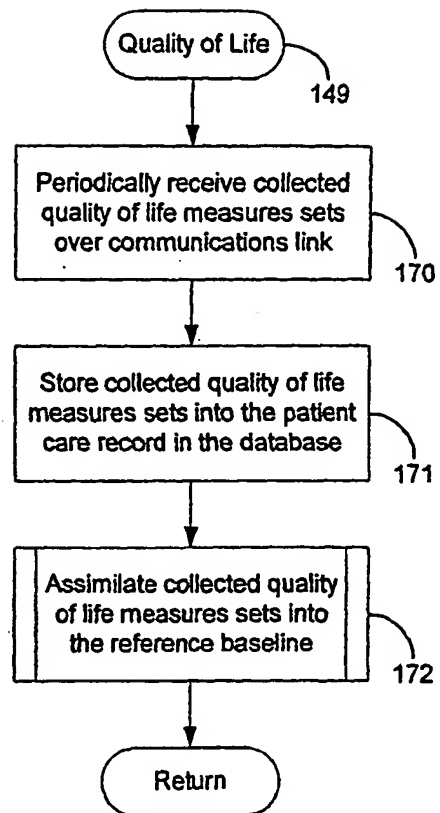 Quality of Life
149
Periodically receive collected
quality of life measures sets
over communications link
170
Store collected quality of life
measures sets into the patient
care record in the database
171
Assimilate collected quality
of life measures sets into
the reference baseline
172
Return